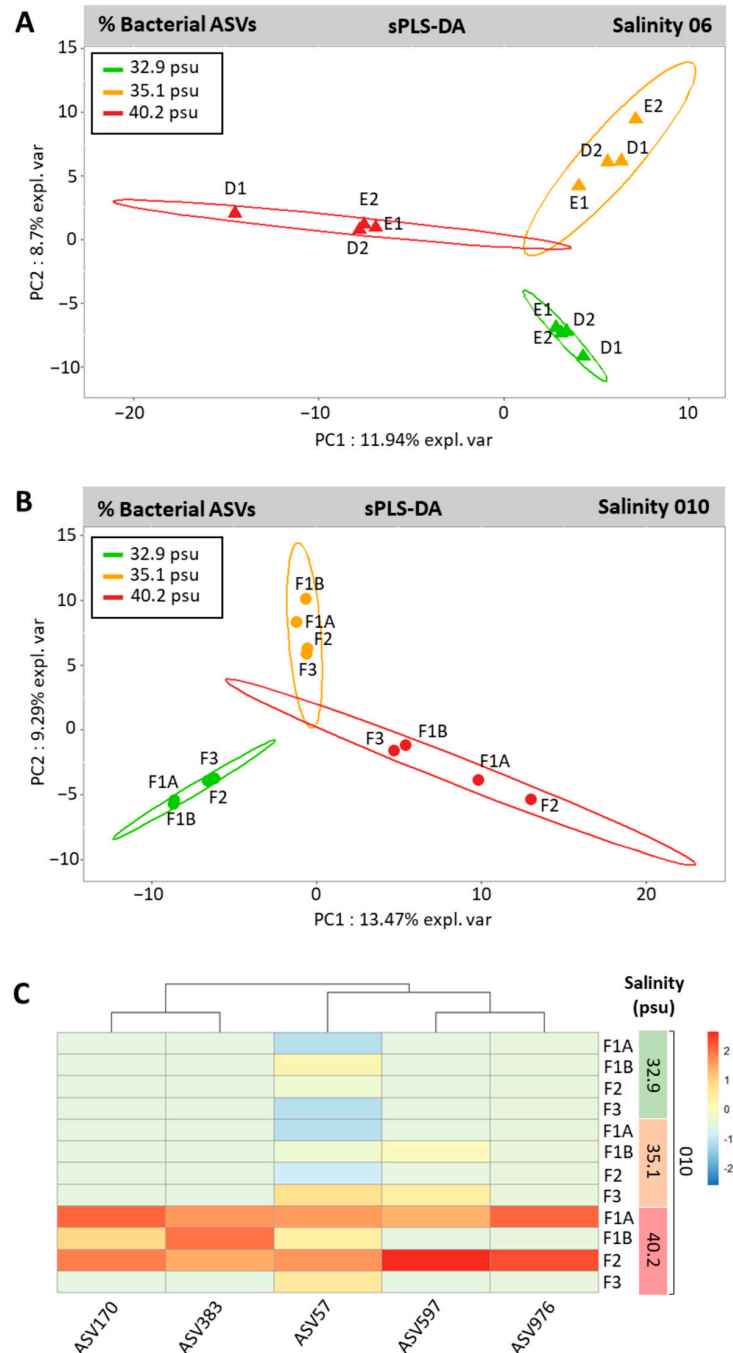 A
% Bacterial ASVs sPLS-DA Salinity 06
15
32.9 psu
35.1 psu
40.2 psu
E2
10
D2 D1
5
E1
D1
E2
E1
D2
0
PC2 : 8.7% expl. var
−5
E1 D2
E2 D1
−10
−20 −10 0 10
PC1 : 11.94% expl. var
B
% Bacterial ASVs sPLS-DA Salinity 010
15
32.9 psu
35.1 psu
40.2 psu
F1B
10
F1A
F2
5
F3
0
F3 F1B
F1A
F2
PC2 : 9.29% expl. var
F3
F1A F2
−5
F1B
−10
−10 0 10 20
PC1 : 13.47% expl. var
C
Salinity
(psu)
F1A
F1B
F2
F3
32.9
F1A
F1B
F2
F3
35.1
F1A
F1B
F2
F3
40.2
010
2
1
0
-1
-2
ASV170 ASV383 ASV57 ASV597 ASV976